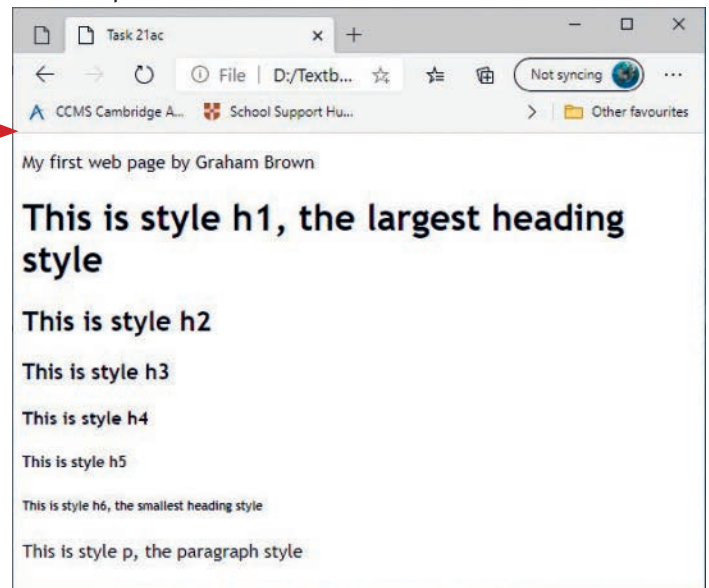 Task 21ac
File | D:/Textb...
Not syncing
CCMS Cambridge A...
School Support Hu...
Other favourites
My first web page by Graham Brown
This is style h1, the largest heading
style
This is style h2
This is style h3
This is style h4
This is style h5
This is style h6, the smallest heading style
This is style p, the paragraph style